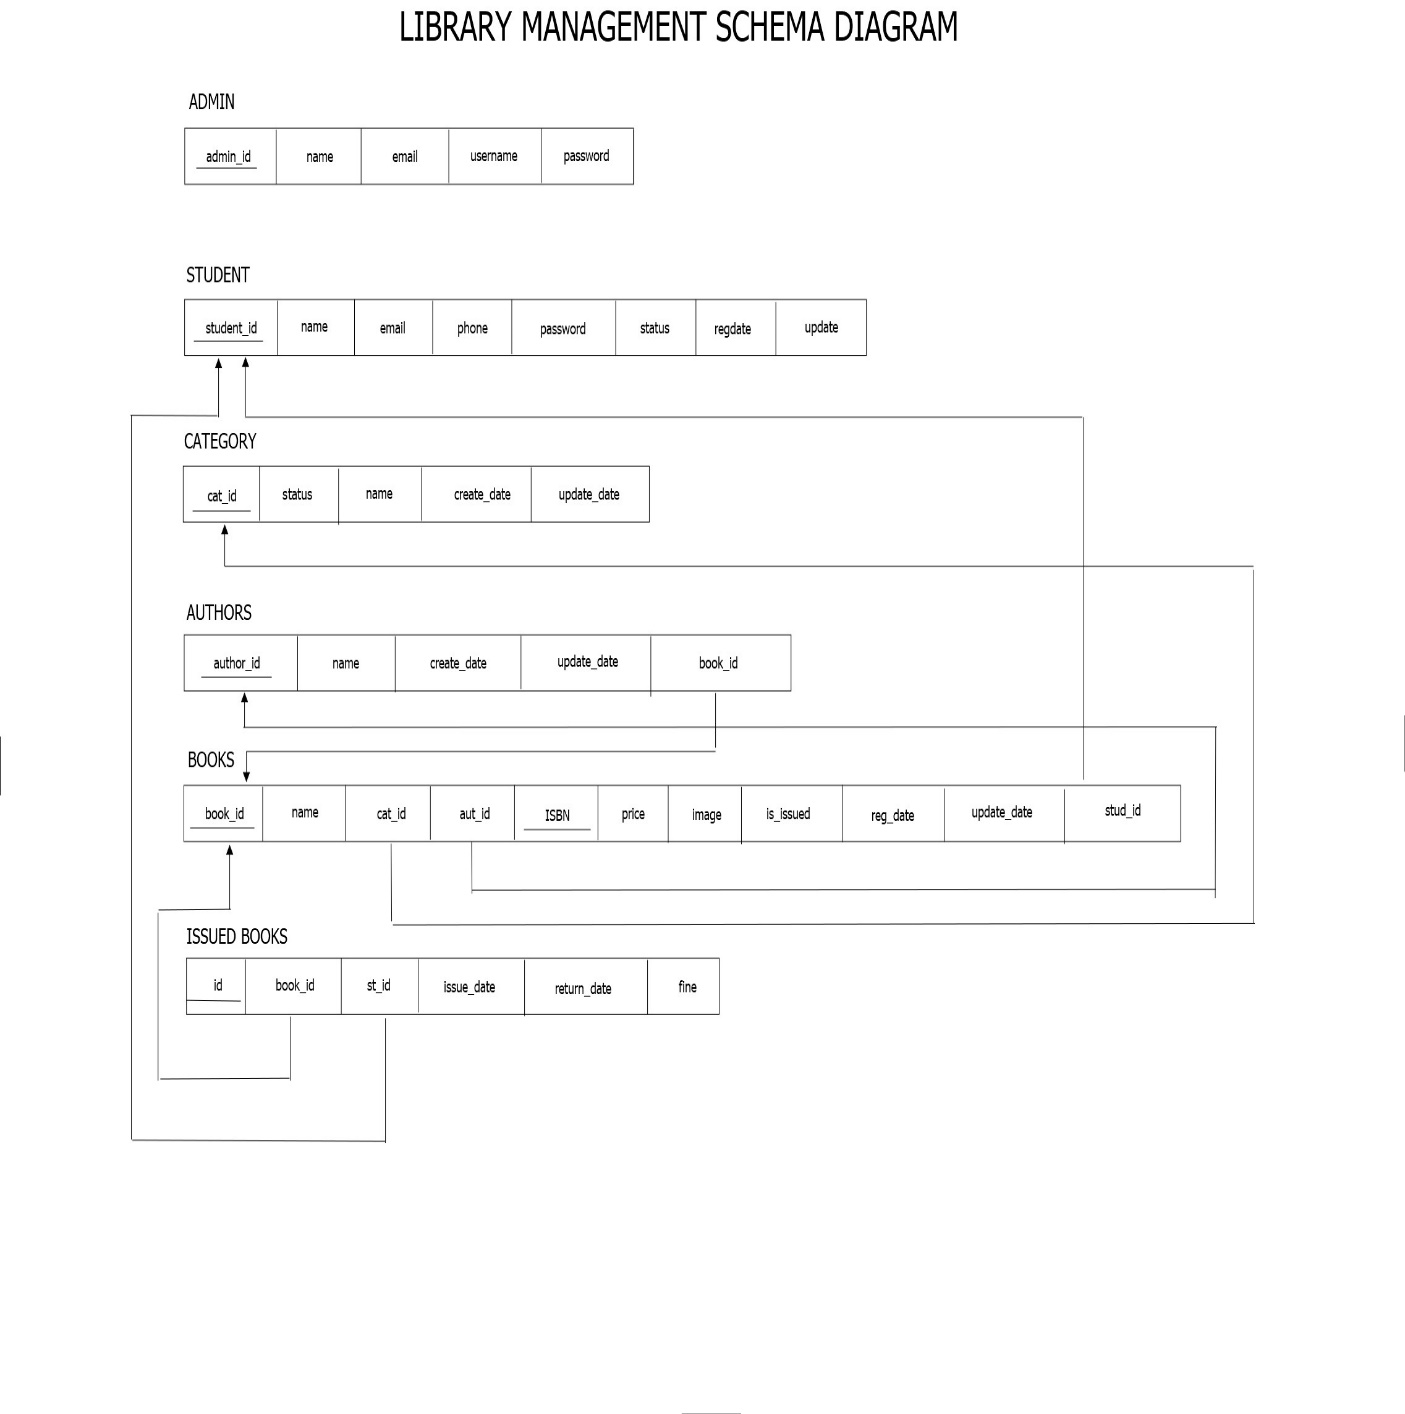 LIBRARY MANAGEMENT SCHEMA DIAGRAM
ADMIN
admin_id name email username password
STUDENT
student_id name email phone password status regdate update
CATEGORY
cat_id status name create_date update_date
AUTHORS
author_id name create_date update_date book_id
BOOKS
book_id name cat_id aut_id ISBN price image is_issued reg_date update_date stud_id
ISSUED BOOKS
id book_id st_id issue_date return_date fine